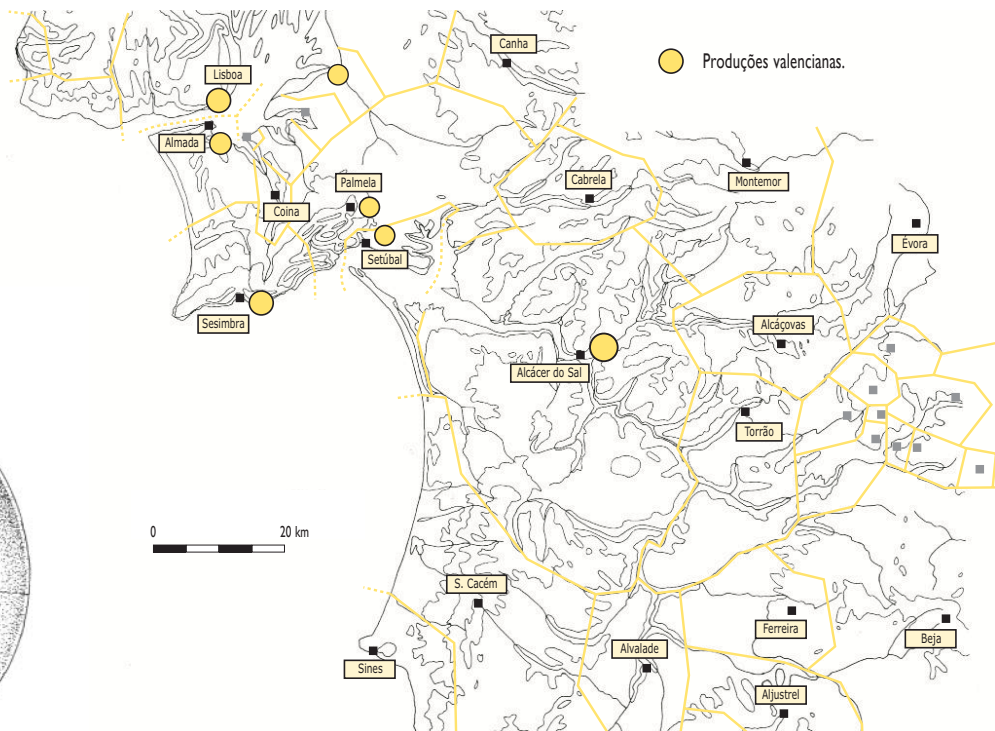 Canha
Produções valencianas.
Lisboa
Almada
Palmela
Cabrela
Montemor
Coina
Évora
Setúbal
Sesimbra
Alcáçovas
Alcácer do Sal
Torrão
0 20 km
S. Cacém
Ferreira
Beja
Alvalade
Sines
Aljustrel